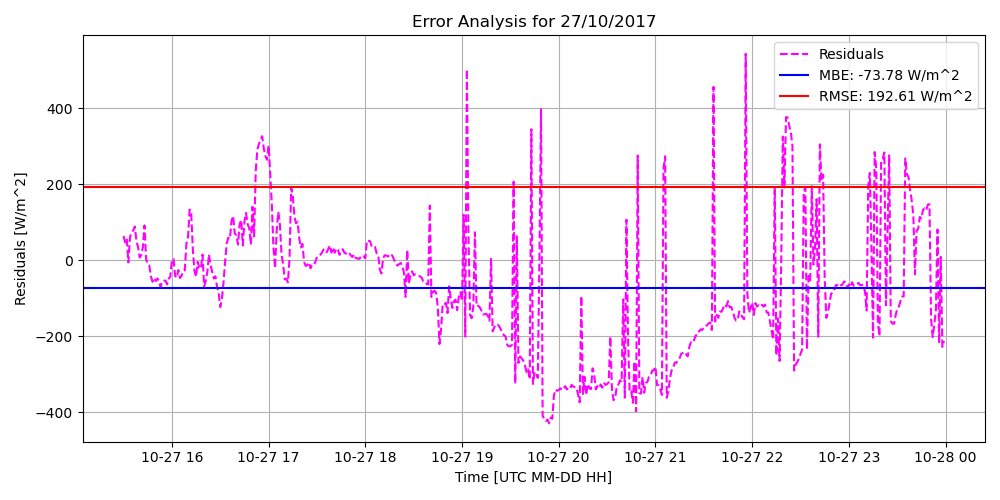 Error Analysis for 27/10/2017
Residuals
MBE: -73.78 W/m^2
RMSE: 192.61 W/m^2
Residuals [W/m^2]
400
200
0
−200
−400
10-27 16 10-27 17 10-27 18 10-27 19 10-27 20 10-27 21 10-27 22 10-27 23 10-28 00
Time [UTC MM-DD HH]